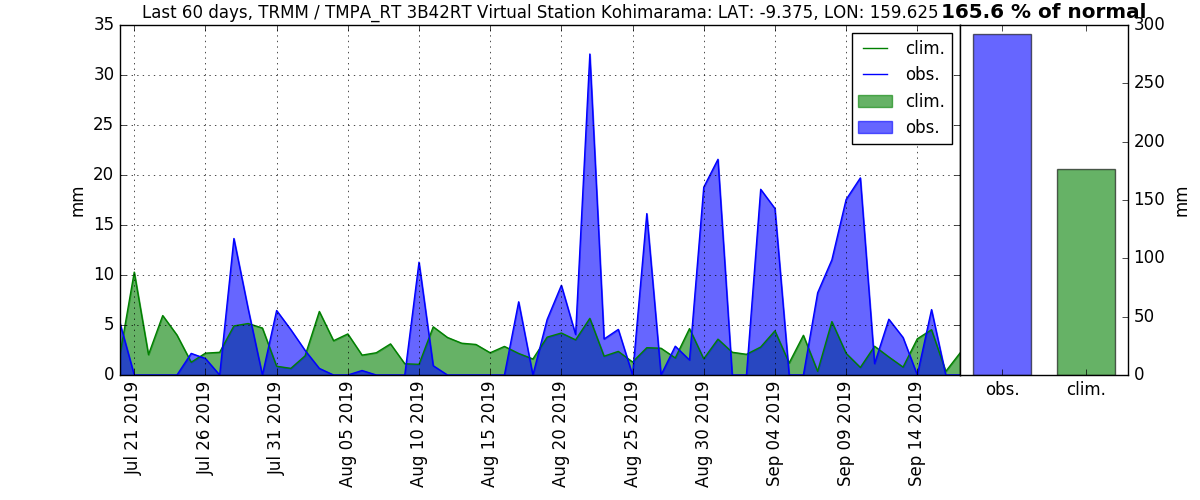 Last 60 days, TRMM / TMPA_RT 3B42RT Virtual Station Kohimarama: LAT: -9.375, LON: 159.625 165.6 % of normal
35
30
25
20
15
10
5
0
mm
clim.
obs.
clim.
obs.
Jul 21 2019
Jul 26 2019
Jul 31 2019
Aug 05 2019
Aug 10 2019
Aug 15 2019
Aug 20 2019
Aug 25 2019
Aug 30 2019
Sep 04 2019
Sep 09 2019
Sep 14 2019
300
250
200
150
100
50
0
mm
obs.
clim.